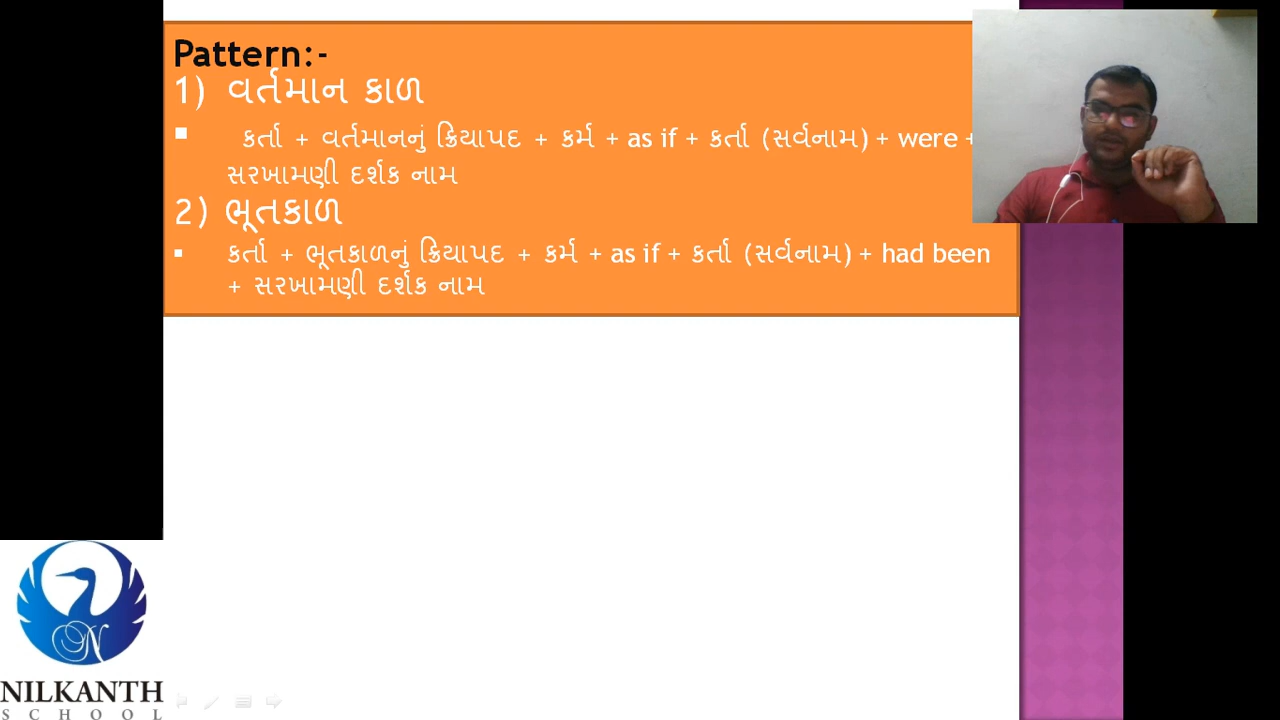 Pattern:-
1) વર્તમાન કાળ
▪ કર્તા + વર્તમાનનું ક્રિયાપદ + કર્મ + as if + કર્તા (સર્વનામ) + were +
સરખામણી દર્શક નામ
2) ભૂતકાળ
▪ કર્તા + ભૂતકાળનું ક્રિયાપદ + કર્મ + as if + કર્તા (સર્વનામ) + had been
+ સરખામણી દર્શક નામ
N
NILKANTH
SCHOOL